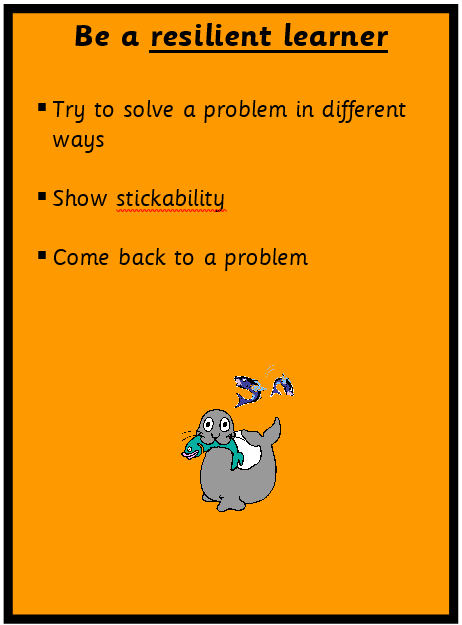 Be a resilient learner
▪ Try to solve a problem in different
ways
▪ Show stickability
▪ Come back to a problem